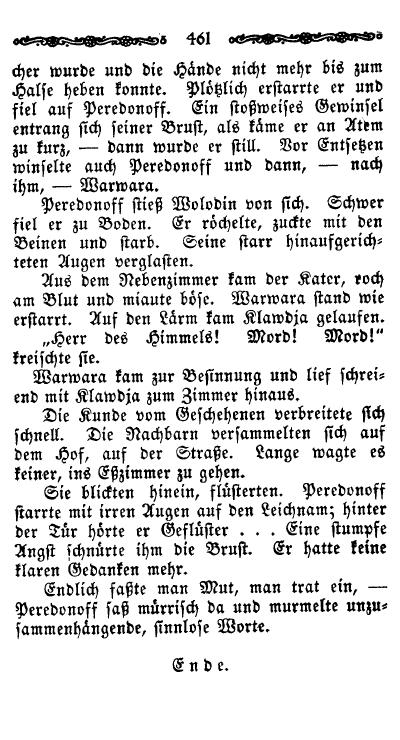 461
cher wurde und die Hände nicht mehr bis zum
Halse heben konnte. Plötzlich erstarrte er und
fiel auf Peredonoff. Ein stoßweises Gewinsel
entrang sich seiner Brust, als käme er an Atem
zu kurz, — dann wurde er still. Vor Entsetzen
winselte auch Peredonoff und dann, — nach
ihm, — Warwara.
Peredonoff stieß Wolodin von sich. Schwer
fiel er zu Boden. Er röchelte, zuckte mit den
Beinen und starb. Seine starr hinaufgerich-
teten Augen verglasten.
Aus dem Nebenzimmer kam der Kater, roch
am Blut und miaute böse. Warwara stand wie
erstarrt. Auf den Lärm kam Klawdja gelaufen.
„Herr des Himmels! Mord! Mord!"
kreischte sie.
Warwara kam zur Besinnung und lief schrei-
end mit Klawdja zum Zimmer hinaus.
Die Kunde vom Geschehenen verbreitete sich
schnell. Die Nachbarn versammelten sich auf
dem Hof, auf der Straße. Lange wagte es
keiner, ins Eßzimmer zu gehen.
Sie blickten hinein, flüsterten. Peredonoff
starrte mit irren Augen auf den Leichnam; hinter
der Tür hörte er Geflüster . . . Eine stumpfe
Angst schnürte ihm die Brust. Er hatte keine
klaren Gedanken mehr.
Endlich faßte man Mut, man trat ein, —
Peredonoff saß mürrisch da und murmelte unzu-
sammenhängende, sinnlose Worte.
Ende.